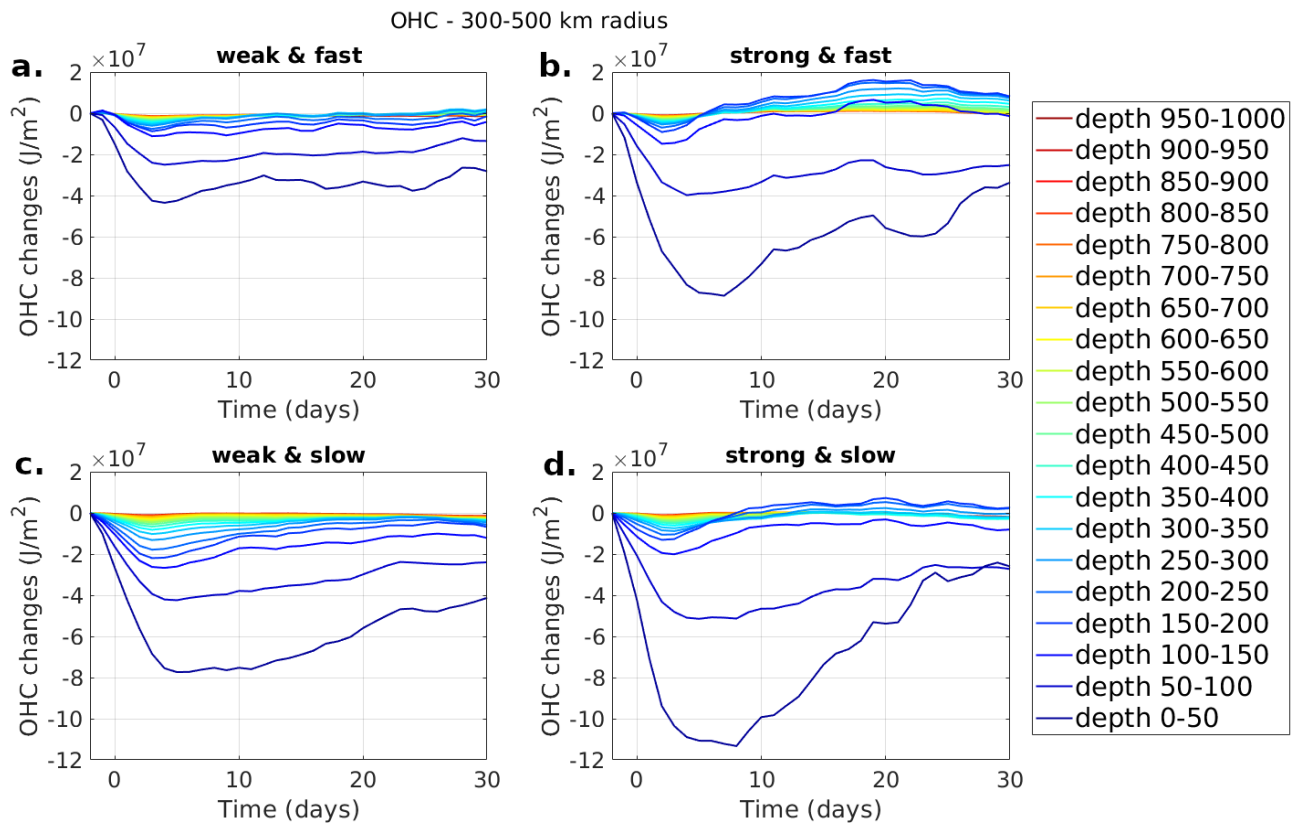 OHC - 300-500 km radius
a.
×10^7
weak & fast
OHC changes (J/m^2)
2
0
-2
-4
-6
-8
-10
-12
0
10
20
30
Time (days)
b.
×10^7
strong & fast
OHC changes (J/m^2)
2
0
-2
-4
-6
-8
-10
-12
0
10
20
30
Time (days)
c.
×10^7
weak & slow
OHC changes (J/m^2)
2
0
-2
-4
-6
-8
-10
-12
0
10
20
30
Time (days)
d.
×10^7
strong & slow
OHC changes (J/m^2)
2
0
-2
-4
-6
-8
-10
-12
0
10
20
30
Time (days)
depth 950-1000
depth 900-950
depth 850-900
depth 800-850
depth 750-800
depth 700-750
depth 650-700
depth 600-650
depth 550-600
depth 500-550
depth 450-500
depth 400-450
depth 350-400
depth 300-350
depth 250-300
depth 200-250
depth 150-200
depth 100-150
depth 50-100
depth 0-50